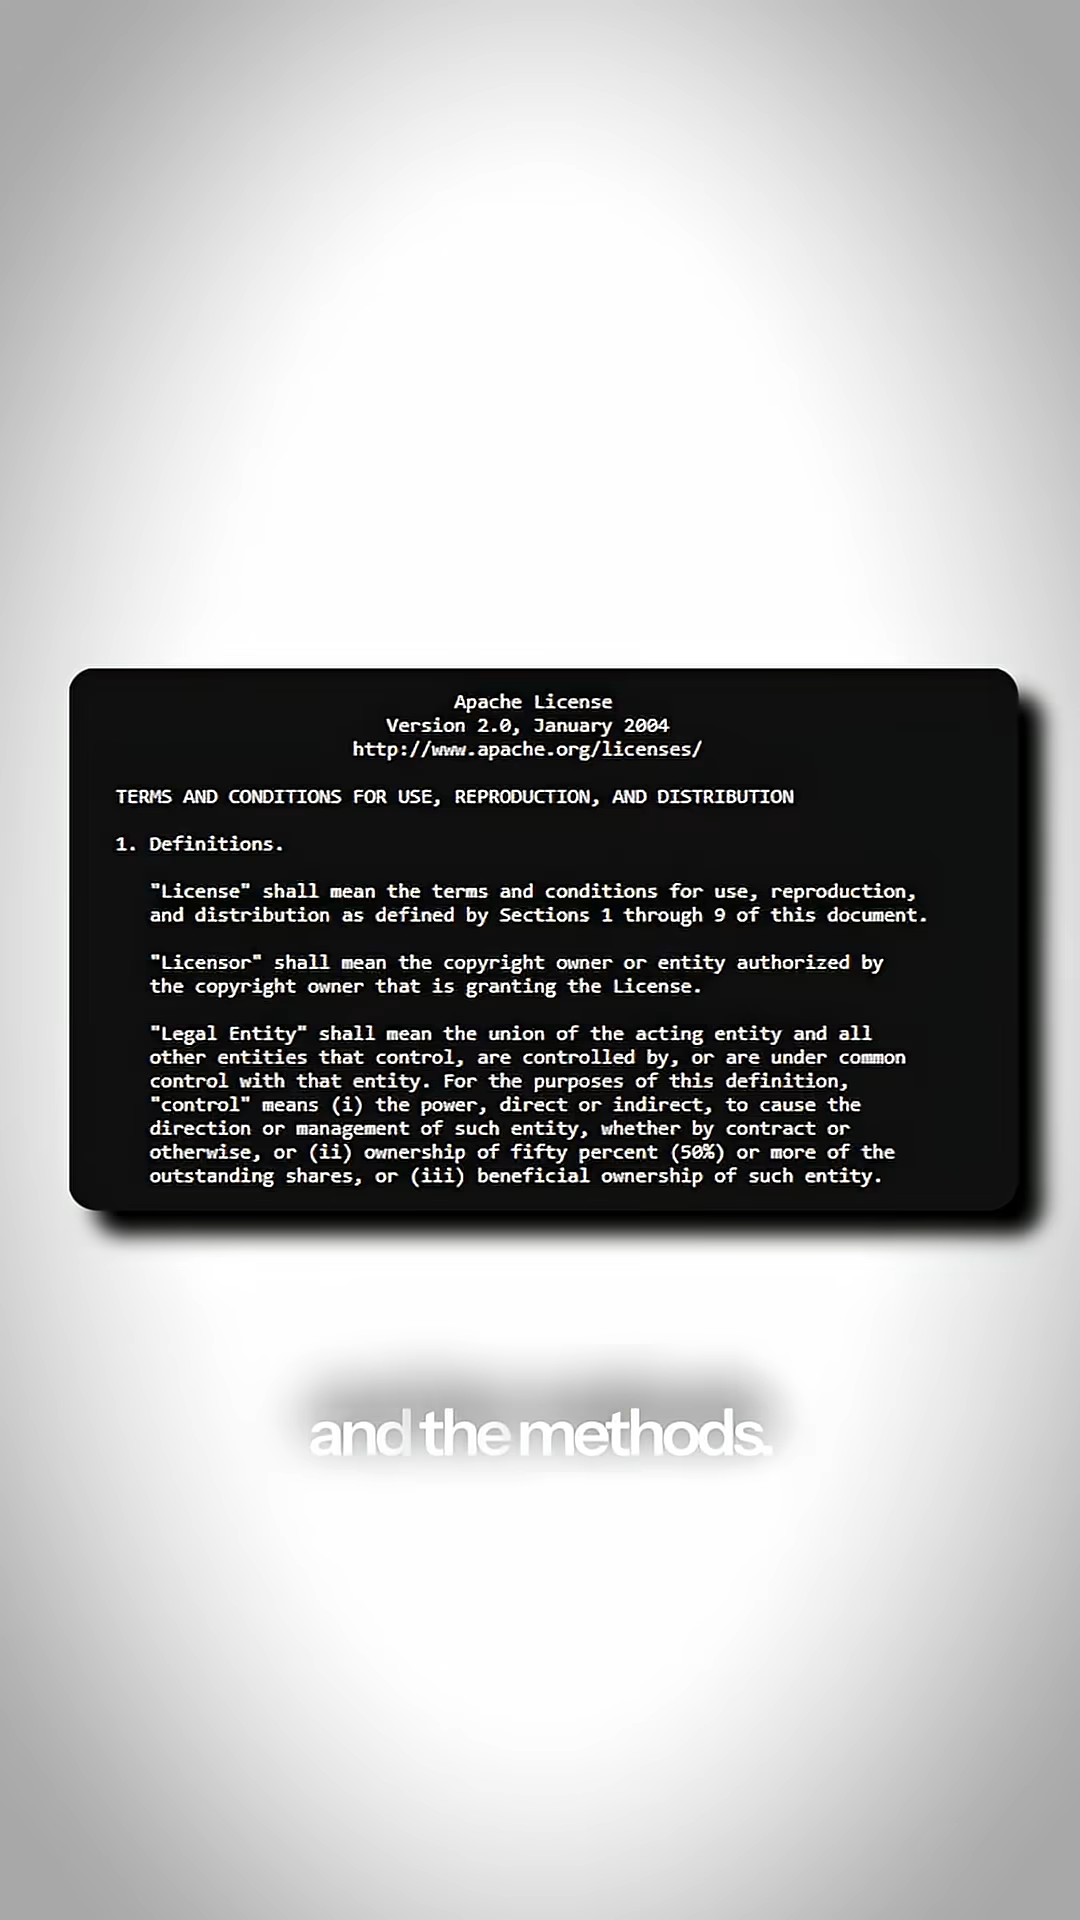 Apache License
Version 2.0, January 2004
http://www.apache.org/licenses/
TERMS AND CONDITIONS FOR USE, REPRODUCTION, AND DISTRIBUTION
1. Definitions.
"License" shall mean the terms and conditions for use, reproduction,
and distribution as defined by Sections 1 through 9 of this document.
"Licensor" shall mean the copyright owner or entity authorized by
the copyright owner that is granting the License.
"Legal Entity" shall mean the union of the acting entity and all
other entities that control, are controlled by, or are under common
control with that entity. For the purposes of this definition,
"control" means (i) the power, direct or indirect, to cause the
direction or management of such entity, whether by contract or
otherwise, or (ii) ownership of fifty percent (50%) or more of the
outstanding shares, or (iii) beneficial ownership of such entity.
and the methods.